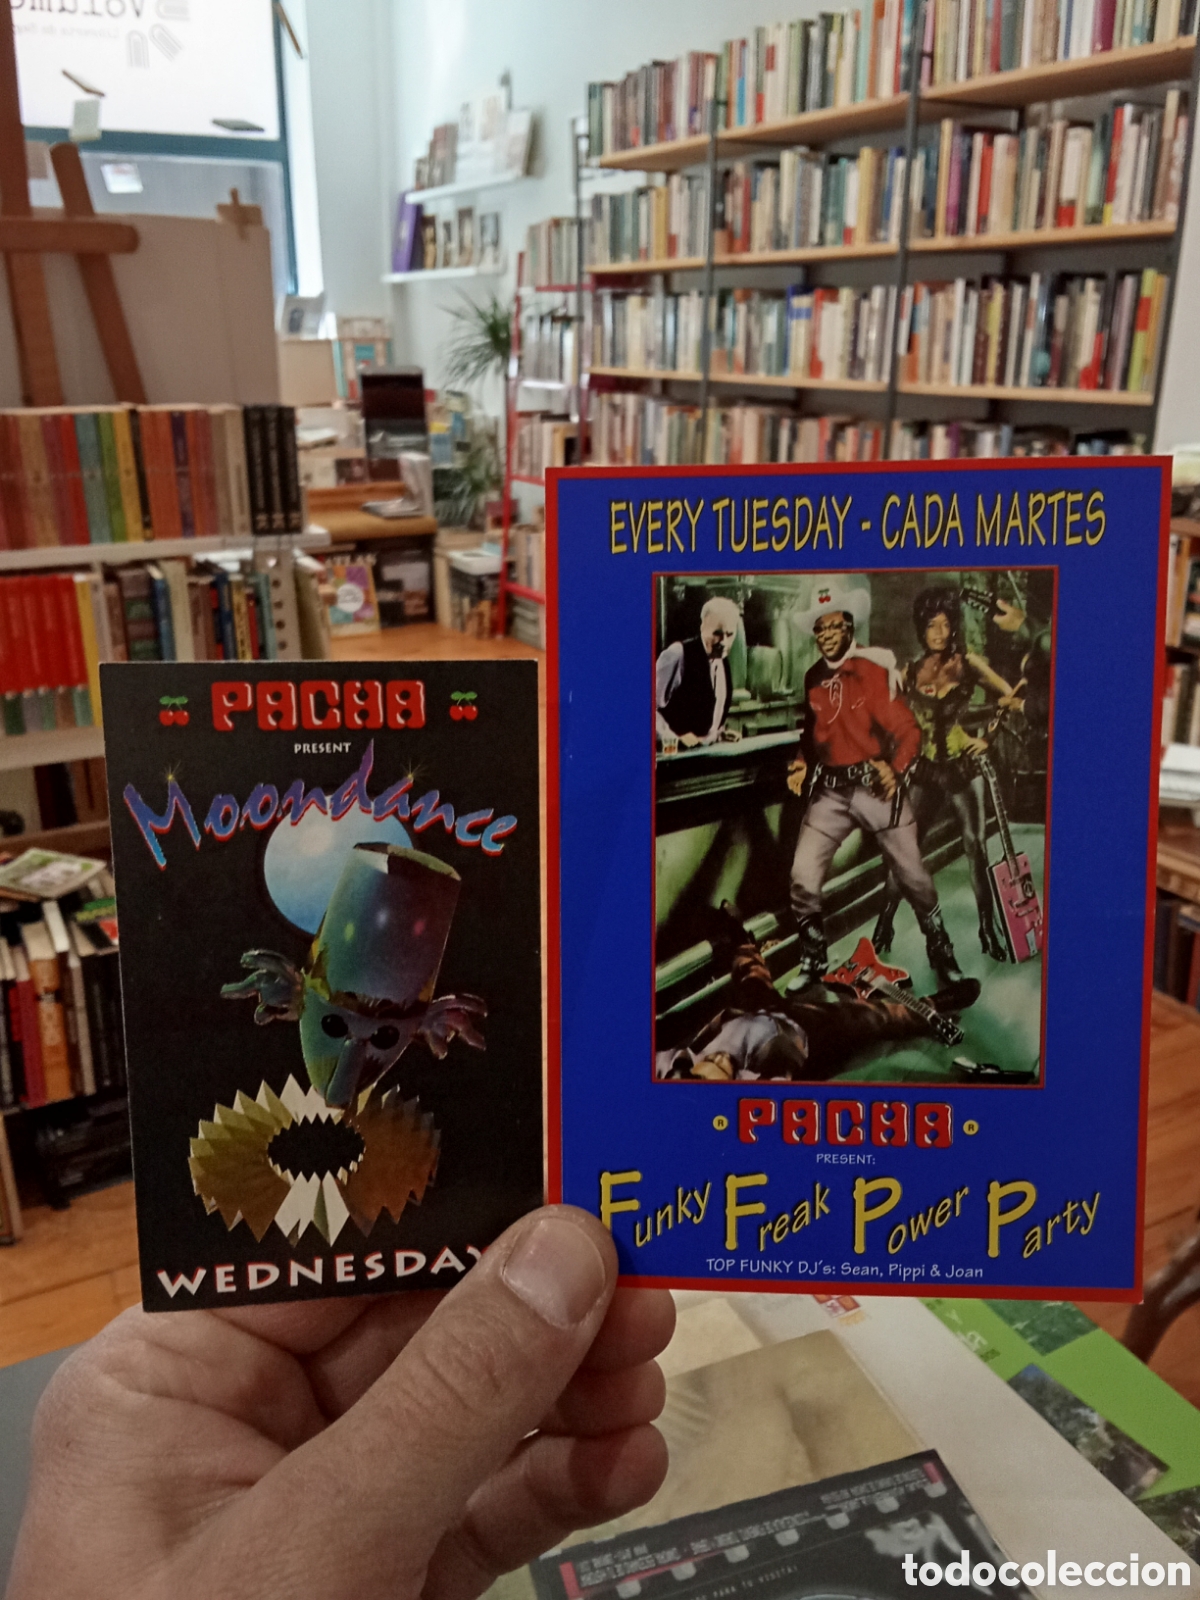 PACHA
PRESENT
Moondance
WEDNESDAY
EVERY TUESDAY - CADA MARTES
® PACHA ®
PRESENT:
Funky Freak Power Party
TOP FUNKY DJ´s: Sean, Pippi & Joan
todocoleccion